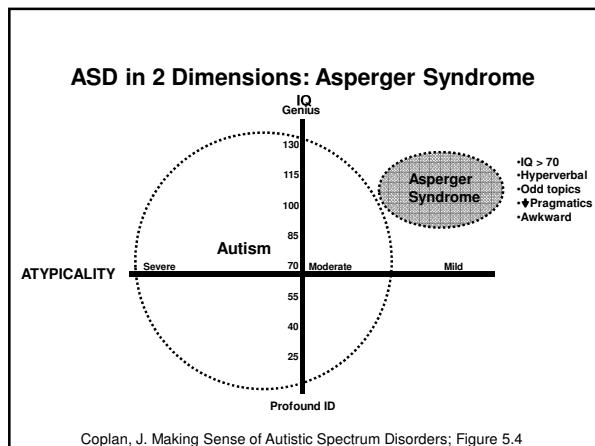 ASD in 2 Dimensions: Asperger Syndrome
IQ
Genius
130
115
100
85
70
55
40
25
Profound ID
ATYPICALITY
Severe
Moderate
Mild
Autism
Asperger
Syndrome
•IQ > 70
•Hyperverbal
•Odd topics
•🡇Pragmatics
•Awkward
Coplan, J. Making Sense of Autistic Spectrum Disorders; Figure 5.4